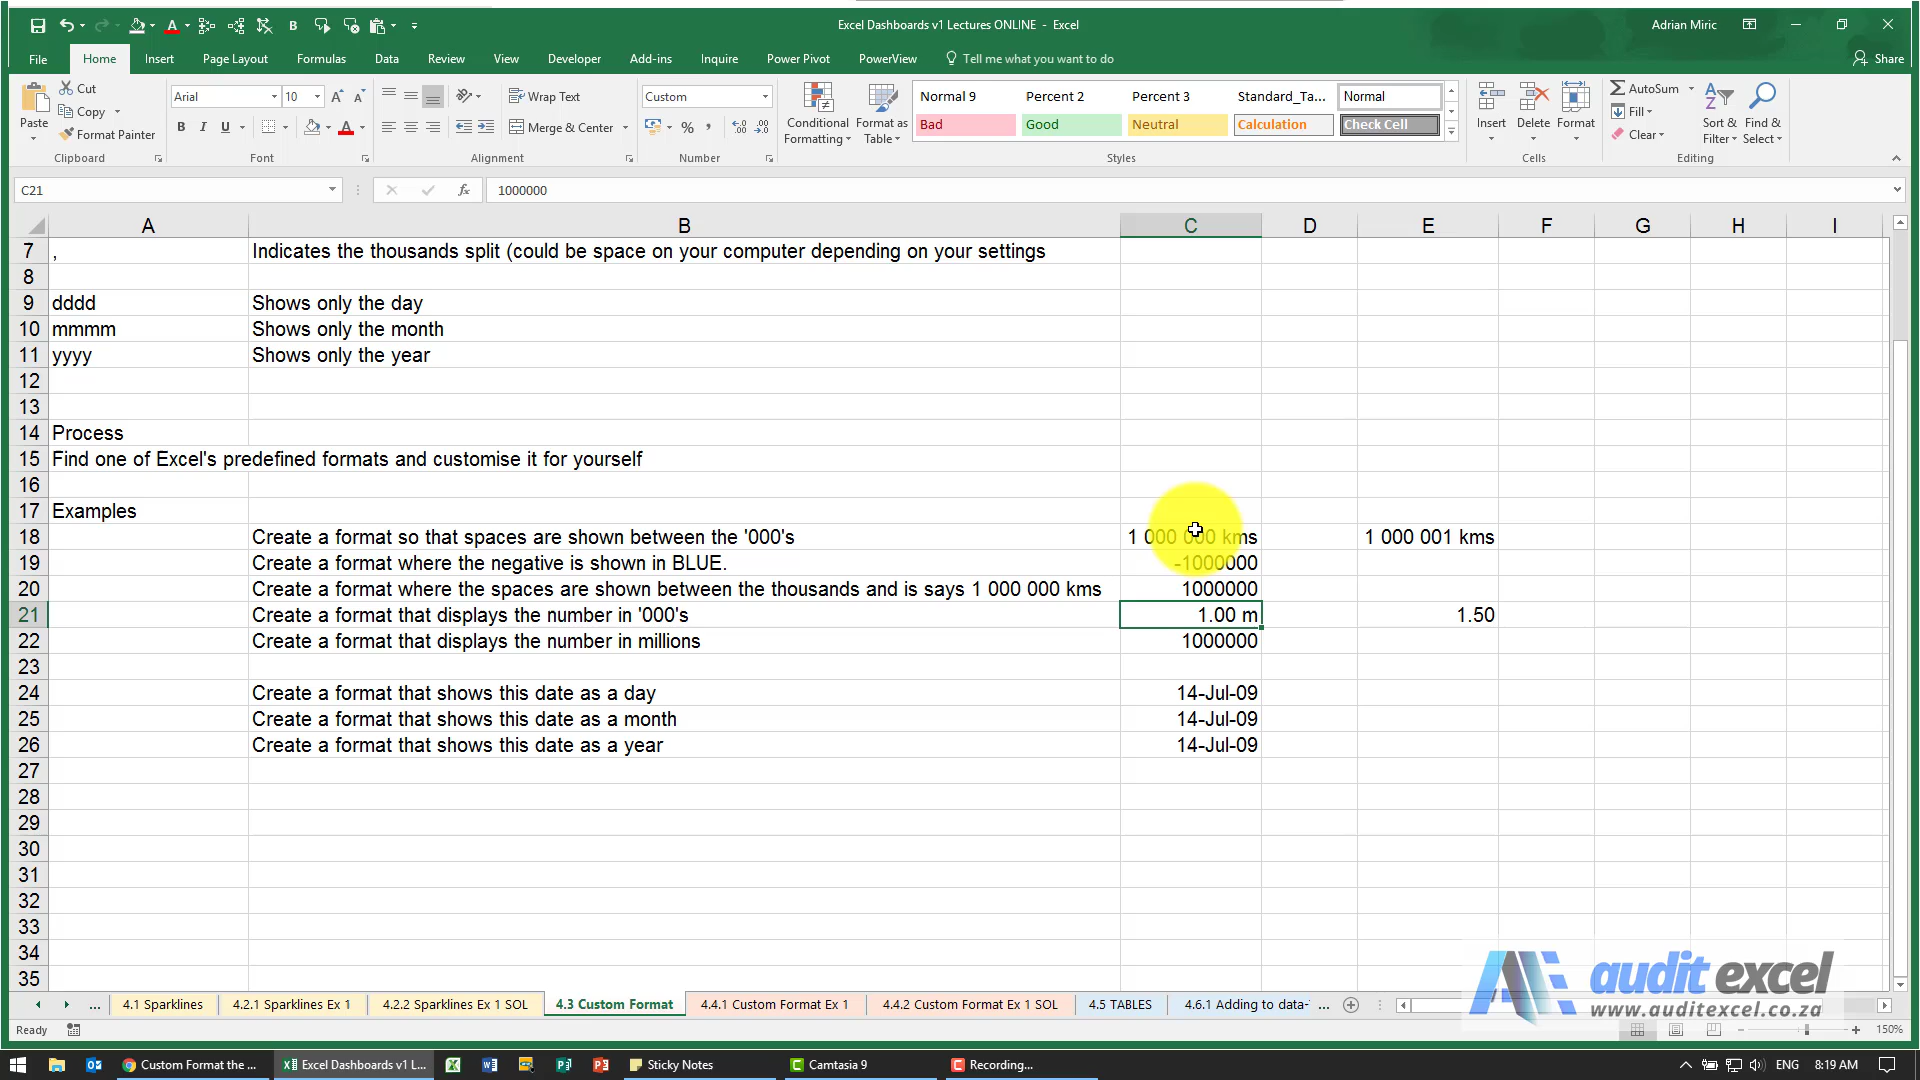 Excel Dashboards v1 Lectures ONLINE - Excel
Adrian Miric
File Home Insert Page Layout Formulas Data Review View Developer Add-ins Inquire Power Pivot PowerView Tell me what you want to do Share
Paste
Cut
Copy
Format Painter
Clipboard
Arial 10
B I U
Font
Wrap Text
Merge & Center
Alignment
Custom
%
Number
Conditional Formatting
Format as Table
Normal 9 Percent 2 Percent 3 Standard_Ta... Normal
Bad Good Neutral Calculation Check Cell
Styles
Insert Delete Format
Cells
AutoSum
Fill
Clear
Sort & Filter
Find & Select
Editing
C21 fx 1000000
A B C D E F G H I
7 , Indicates the thousands split (could be space on your computer depending on your settings
8
9 dddd Shows only the day
10 mmmm Shows only the month
11 yyyy Shows only the year
12
13
14 Process
15 Find one of Excel's predefined formats and customise it for yourself
16
17 Examples
18 Create a format so that spaces are shown between the '000's 1 000 000 kms 1 000 001 kms
19 Create a format where the negative is shown in BLUE. -1000000
20 Create a format where the spaces are shown between the thousands and is says 1 000 000 kms 1000000
21 Create a format that displays the number in '000's 1.00 m 1.50
22 Create a format that displays the number in millions 1000000
23
24 Create a format that shows this date as a day 14-Jul-09
25 Create a format that shows this date as a month 14-Jul-09
26 Create a format that shows this date as a year 14-Jul-09
27
28
29
30
31
32
33
34
35
audit excel
www.auditexcel.co.za
... 4.1 Sparklines 4.2.1 Sparklines Ex 1 4.2.2 Sparklines Ex 1 SOL 4.3 Custom Format 4.4.1 Custom Format Ex 1 4.4.2 Custom Format Ex 1 SOL 4.5 TABLES 4.6.1 Adding to data- ...
Ready 150%
Custom Format the ... Excel Dashboards v1 L... Sticky Notes Camtasia 9 Recording... ENG 8:19 AM